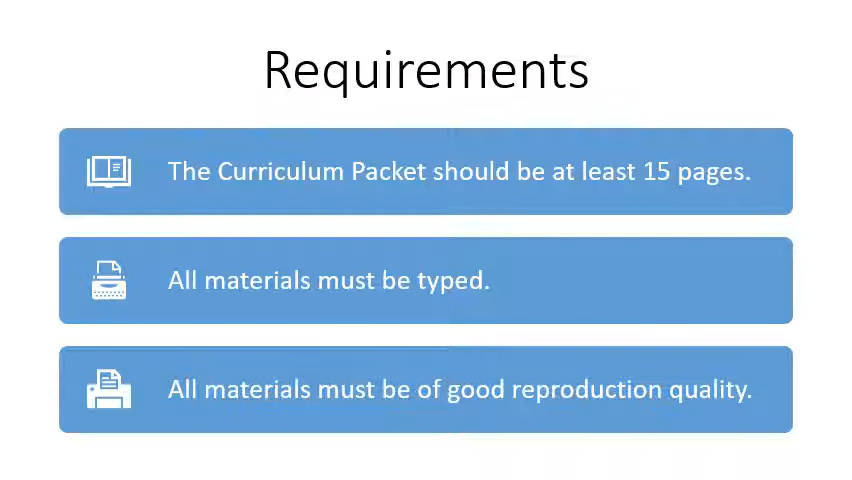 Requirements
The Curriculum Packet should be at least 15 pages.
All materials must be typed.
All materials must be of good reproduction quality.